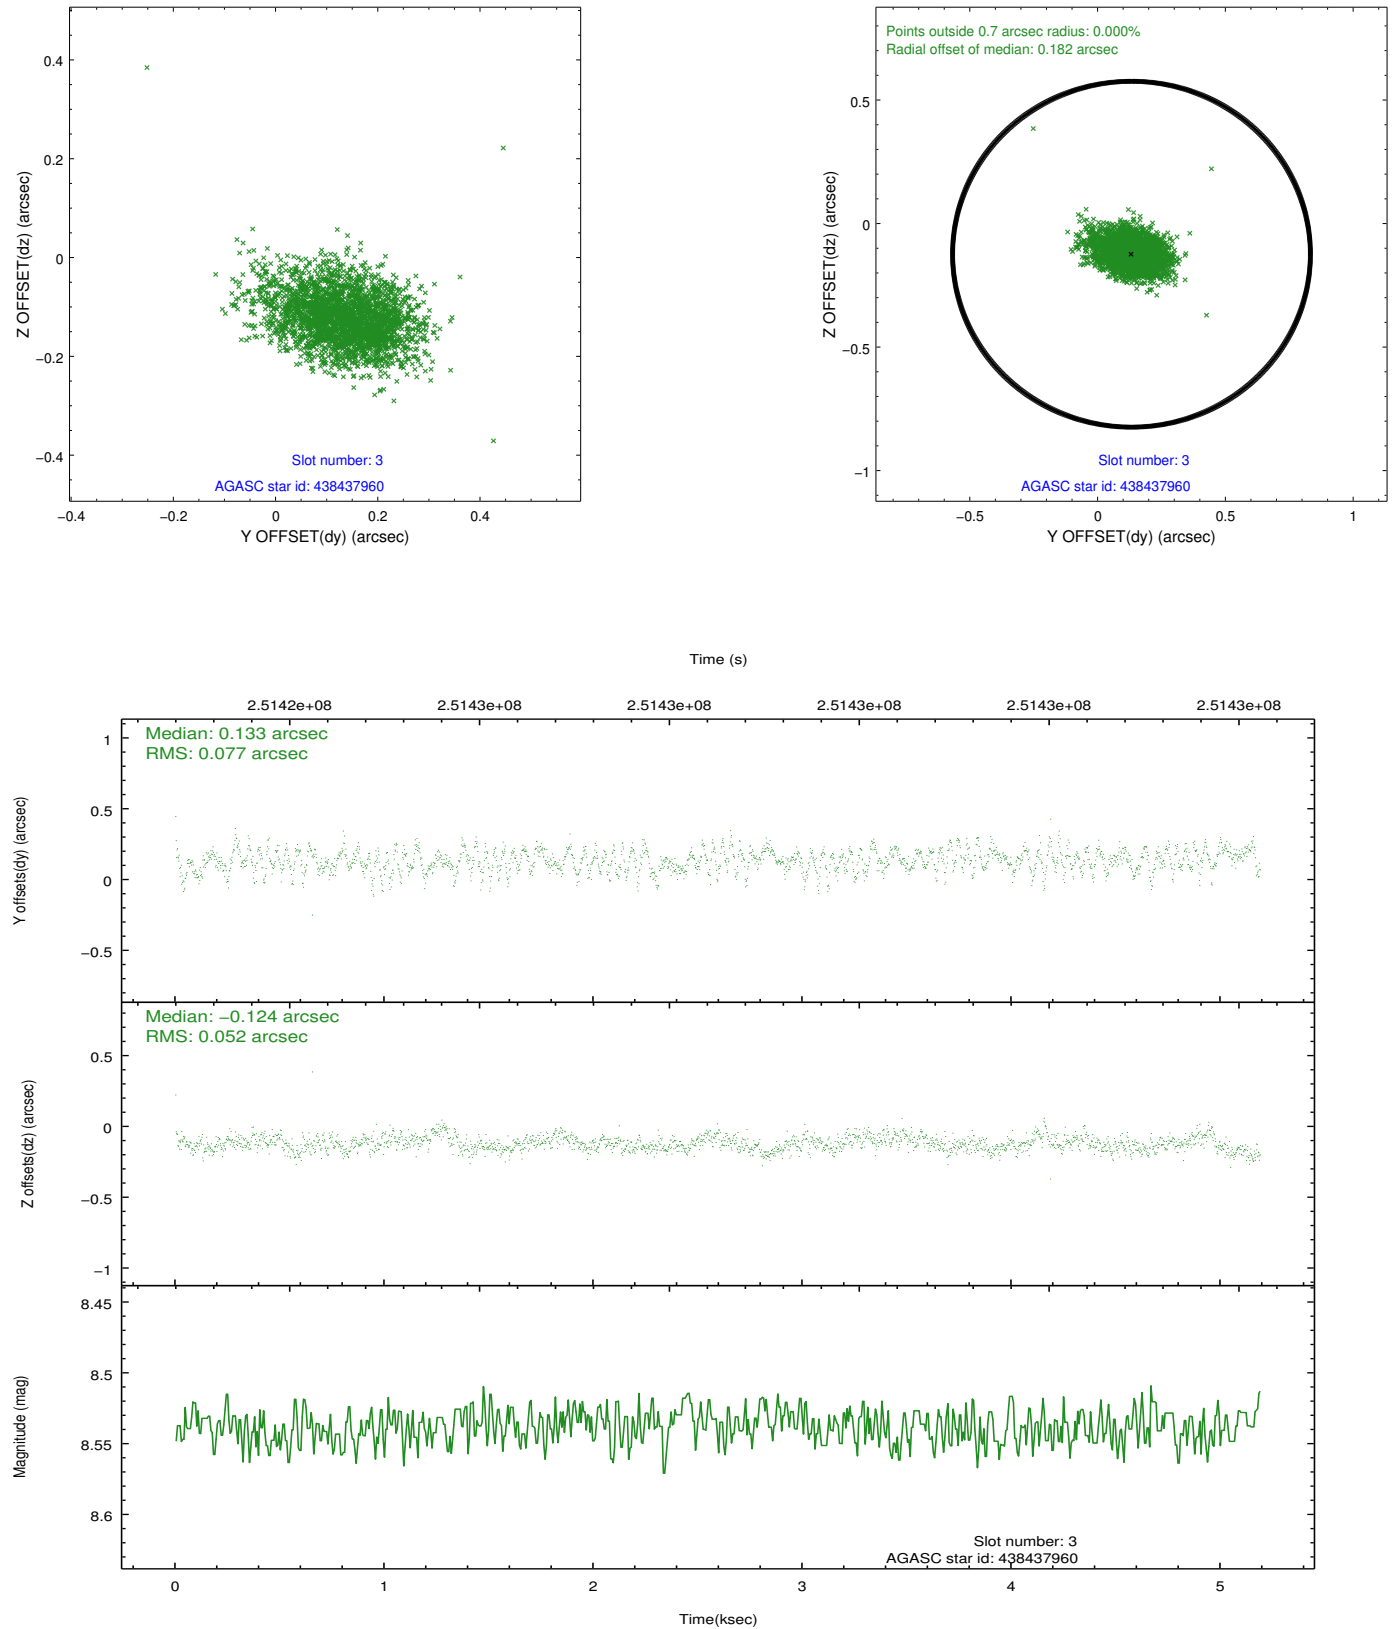 0.4
0.2
0
−0.2
−0.4
Z OFFSET(dz) (arcsec)
Slot number: 3
AGASC star id: 438437960
−0.4
−0.2
0
0.2
0.4
Y OFFSET(dy) (arcsec)
Points outside 0.7 arcsec radius: 0.000%
Radial offset of median: 0.182 arcsec
0.5
0
−0.5
−1
Z OFFSET(dz) (arcsec)
Slot number: 3
AGASC star id: 438437960
−0.5
0
0.5
1
Y OFFSET(dy) (arcsec)
Time (s)
2.5142e+08
2.5143e+08
2.5143e+08
2.5143e+08
2.5143e+08
2.5143e+08
Median: 0.133 arcsec
RMS: 0.077 arcsec
1
0.5
0
−0.5
Y offsets(dy) (arcsec)
Median: −0.124 arcsec
RMS: 0.052 arcsec
0.5
0
−0.5
−1
Z offsets(dz) (arcsec)
8.45
8.5
8.55
8.6
Magnitude (mag)
Slot number: 3
AGASC star id: 438437960
0
1
2
3
4
5
Time(ksec)